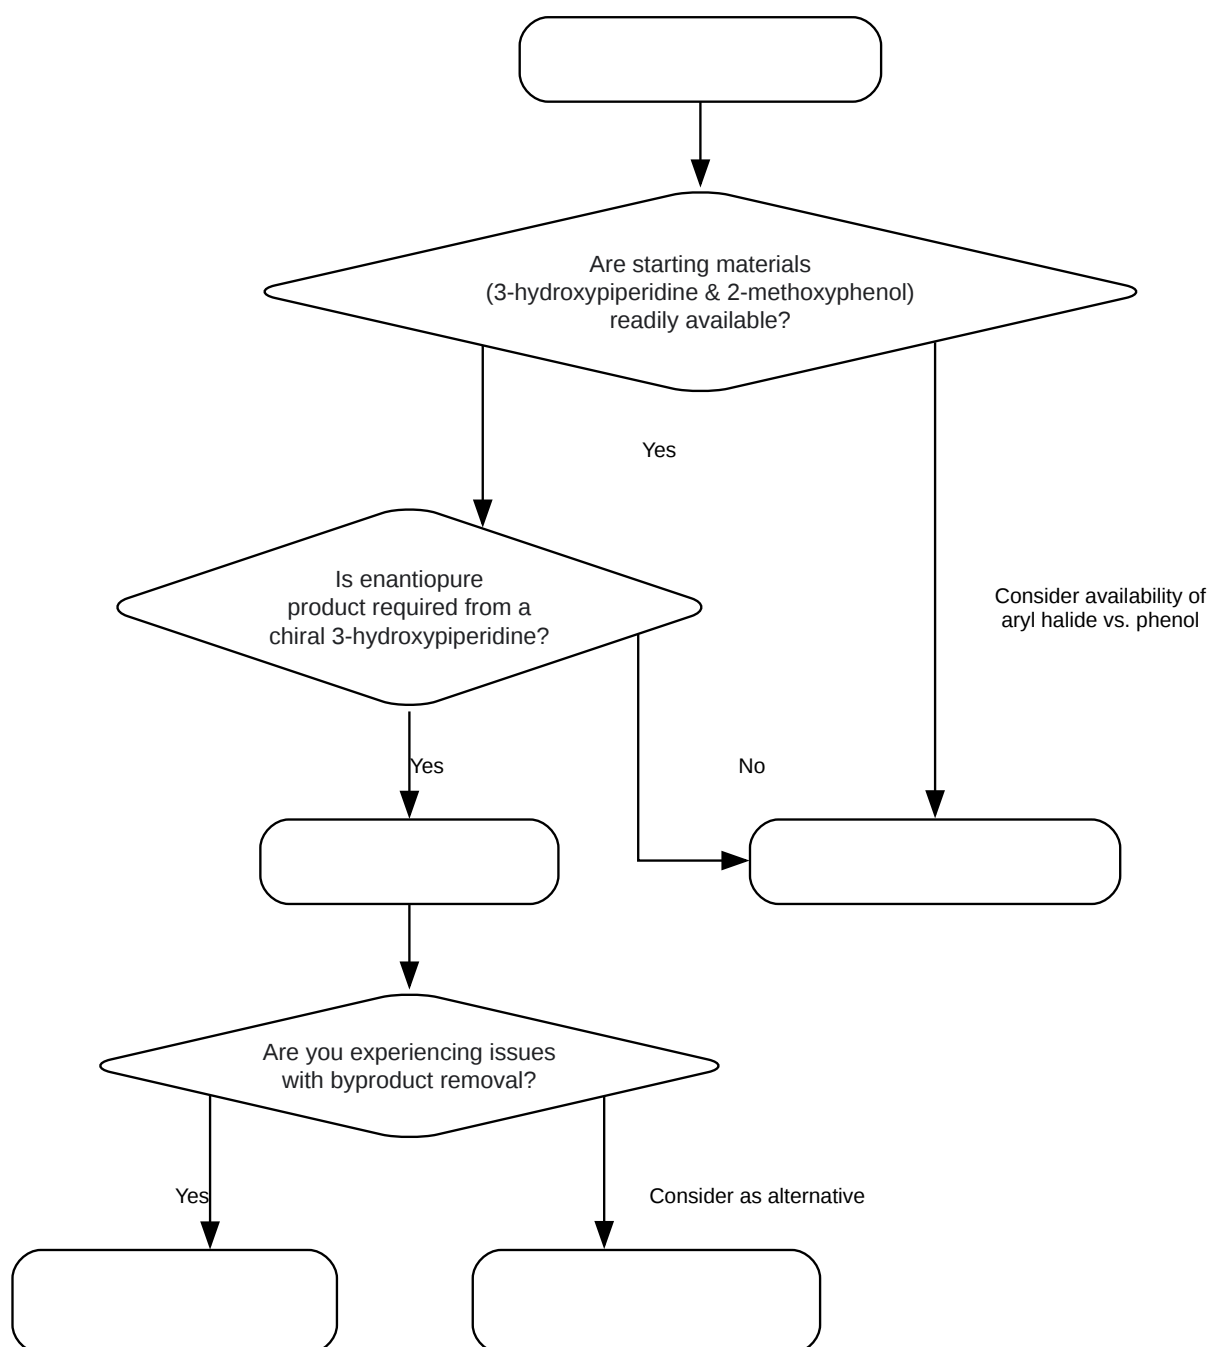 Are starting materials
(3-hydroxypiperidine & 2-methoxyphenol)
readily available?
Yes
Is enantiopure
product required from a
chiral 3-hydroxypiperidine?
Consider availability of
aryl halide vs. phenol
Yes
No
Are you experiencing issues
with byproduct removal?
Yes
Consider as alternative